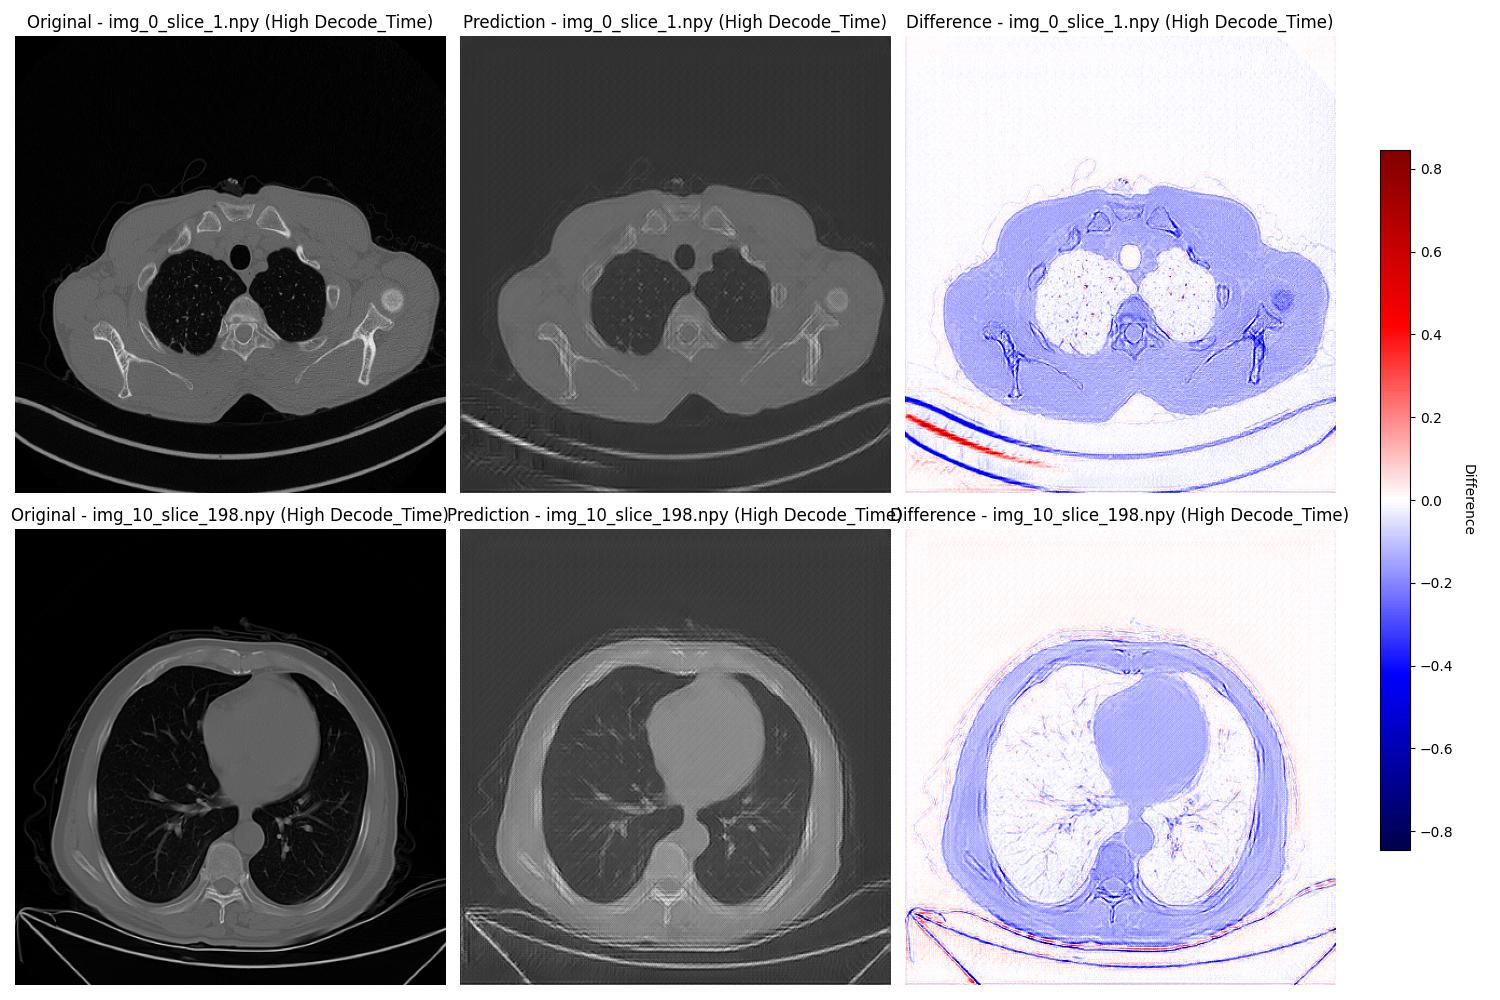 Original - img_0_slice_1.npy (High Decode_Time)
Prediction - img_0_slice_1.npy (High Decode_Time)
Difference - img_0_slice_1.npy (High Decode_Time)
Original - img_10_slice_198.npy (High Decode_Time)
Prediction - img_10_slice_198.npy (High Decode_Time)
Difference - img_10_slice_198.npy (High Decode_Time)
0.8
0.6
0.4
0.2
0.0
−0.2
−0.4
−0.6
−0.8
Difference